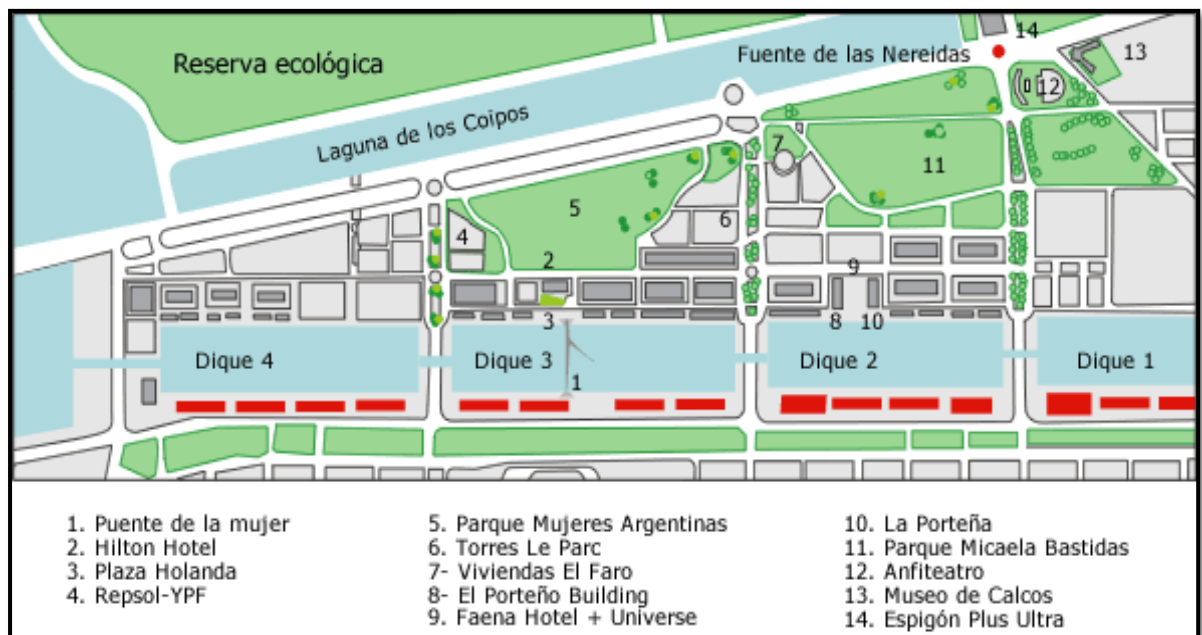 Reserva ecológica
Laguna de los Coipos
Fuente de las Nereidas
14
13
12
7
11
5
6
4
2
9
3
8
10
Dique 4
Dique 3
1
Dique 2
Dique 1
1. Puente de la mujer
2. Hilton Hotel
3. Plaza Holanda
4. Repsol-YPF
5. Parque Mujeres Argentinas
6. Torres Le Parc
7- Viviendas El Faro
8- El Porteño Building
9. Faena Hotel + Universe
10. La Porteña
11. Parque Micaela Bastidas
12. Anfiteatro
13. Museo de Calcos
14. Espigón Plus Ultra